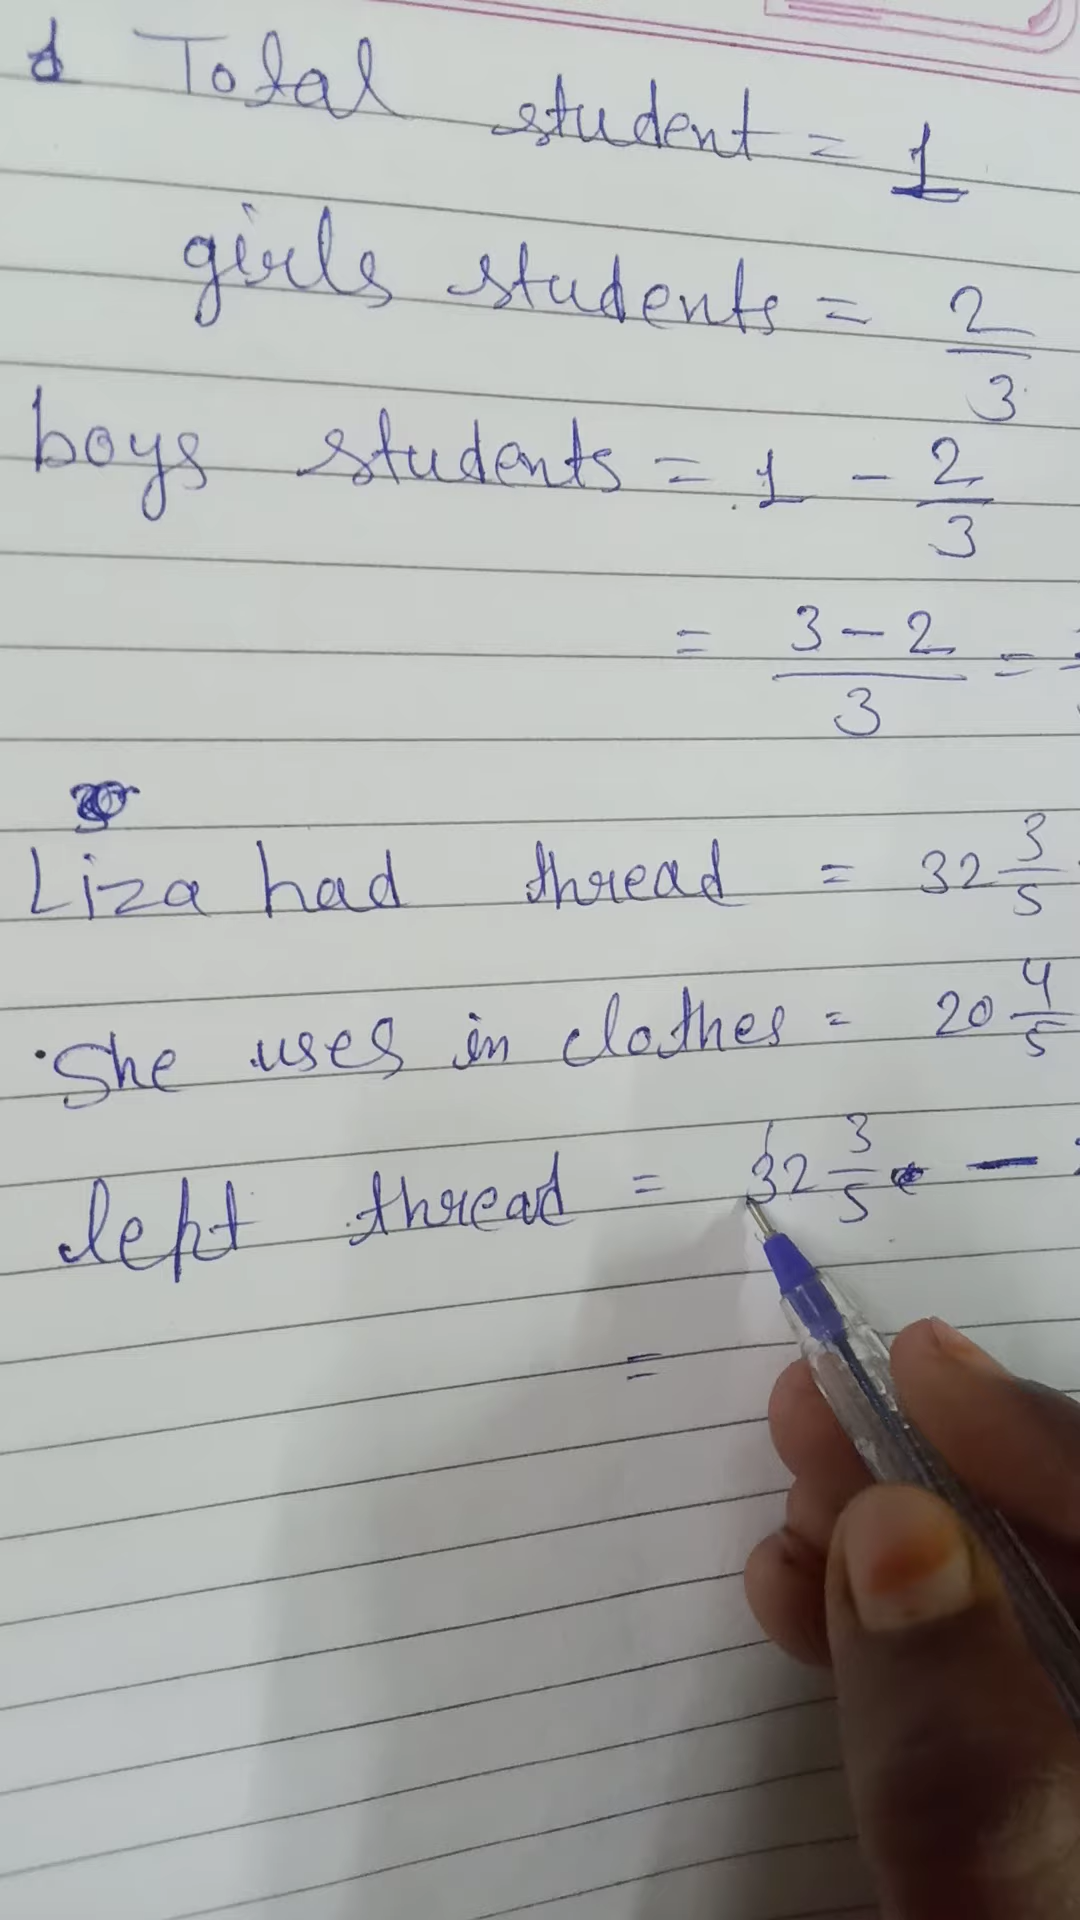 Total student = 1
girls students = 2/3
boys students = 1 - 2/3
= 3 - 2/3 =
Liza had thread = 32 3/5
She uses in clothes = 20 4/5
left thread = 32 3/5 -
=